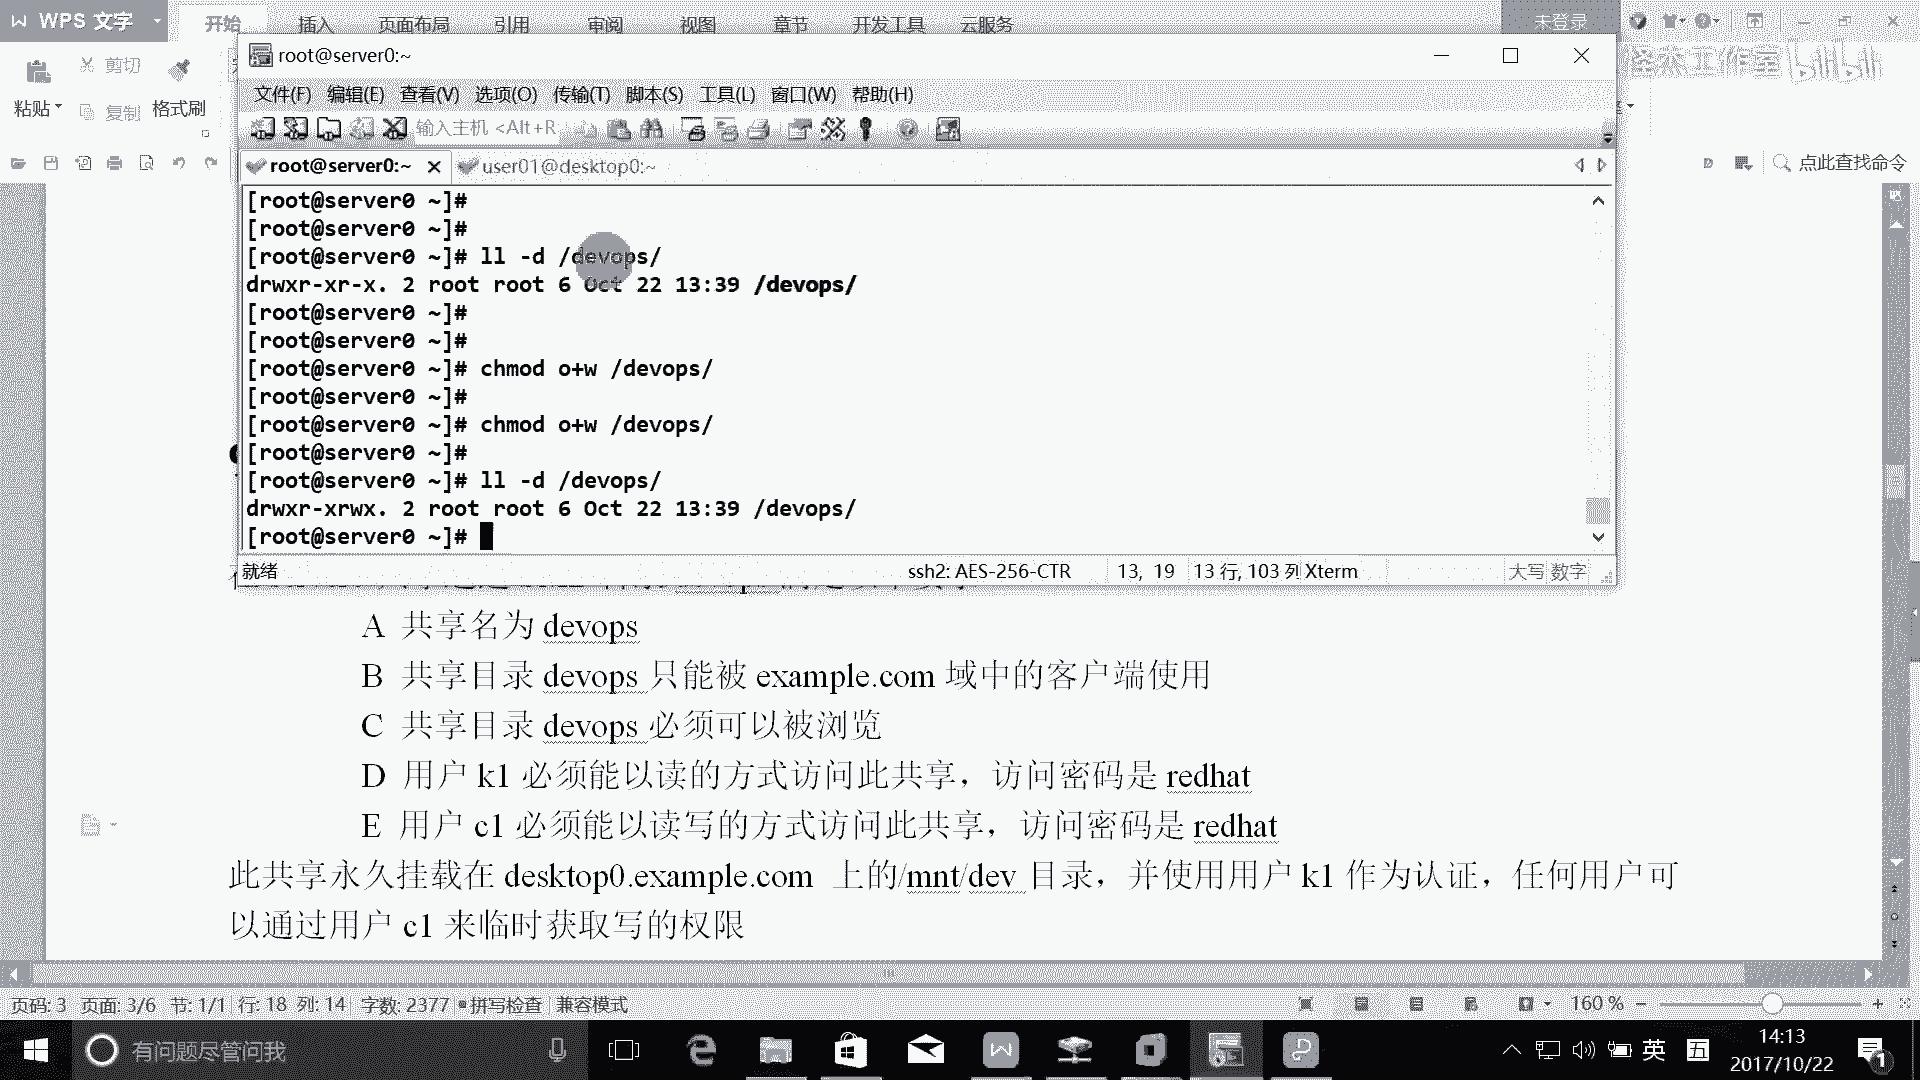 WPS 文字
开始 插入 页面布局 引用 审阅 视图 章节 开发工具 云服务 未登录
剪切
粘贴 复制 格式刷
root@server0:~
文件(F) 编辑(E) 查看(V) 选项(O) 传输(T) 脚本(S) 工具(L) 窗口(W) 帮助(H)
输入主机 <Alt+R
root@server0:~ user01@desktop0:~
点此查找命令
[root@server0 ~]#
[root@server0 ~]#
[root@server0 ~]# ll -d /devops/
drwxr-xr-x. 2 root root 6 Oct 22 13:39 /devops/
[root@server0 ~]#
[root@server0 ~]#
[root@server0 ~]# chmod o+w /devops/
[root@server0 ~]#
[root@server0 ~]# chmod o+w /devops/
[root@server0 ~]#
[root@server0 ~]# ll -d /devops/
drwxr-xrwx. 2 root root 6 Oct 22 13:39 /devops/
[root@server0 ~]#
就绪 ssh2: AES-256-CTR 13, 19 13 行, 103 列 Xterm 大写 数字
A 共享名为 devops
B 共享目录 devops 只能被 example.com 域中的客户端使用
C 共享目录 devops 必须可以被浏览
D 用户 k1 必须能以读的方式访问此共享，访问密码是 redhat
E 用户 c1 必须能以读写的方式访问此共享，访问密码是 redhat
此共享永久挂载在 desktop0.example.com 上的/mnt/dev 目录，并使用用户 k1 作为认证，任何用户可
以通过用户 c1 来临时获取写的权限
页码: 3 页面: 3/6 节: 1/1 行: 18 列: 14 字数: 2377 拼写检查 兼容模式 160 %
有问题尽管问我
英 五 14:13
2017/10/22
1